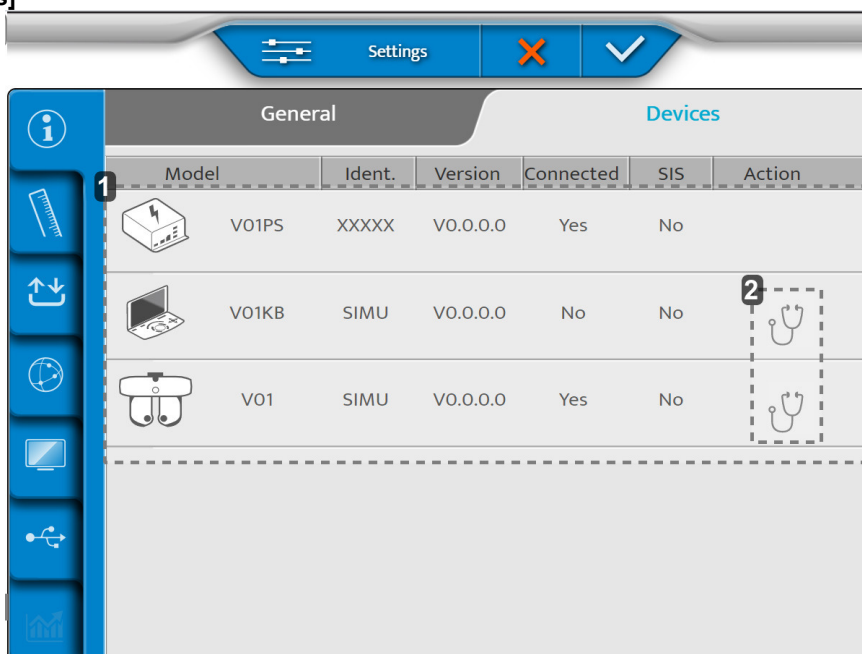 s]
Settings
General Devices
Model Ident. Version Connected SIS Action
1
V01PS XXXXX V0.0.0.0 Yes No
2
V01KB SIMU V0.0.0.0 No No
V01 SIMU V0.0.0.0 Yes No